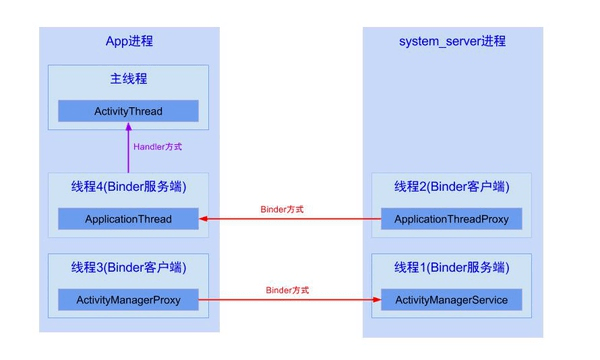 App进程
system_server进程
主线程
ActivityThread
Handler方式
线程4(Binder服务端)
线程2(Binder客户端)
ApplicationThread
Binder方式
ApplicationThreadProxy
线程3(Binder客户端)
线程1(Binder服务端)
ActivityManagerProxy
Binder方式
ActivityManagerService